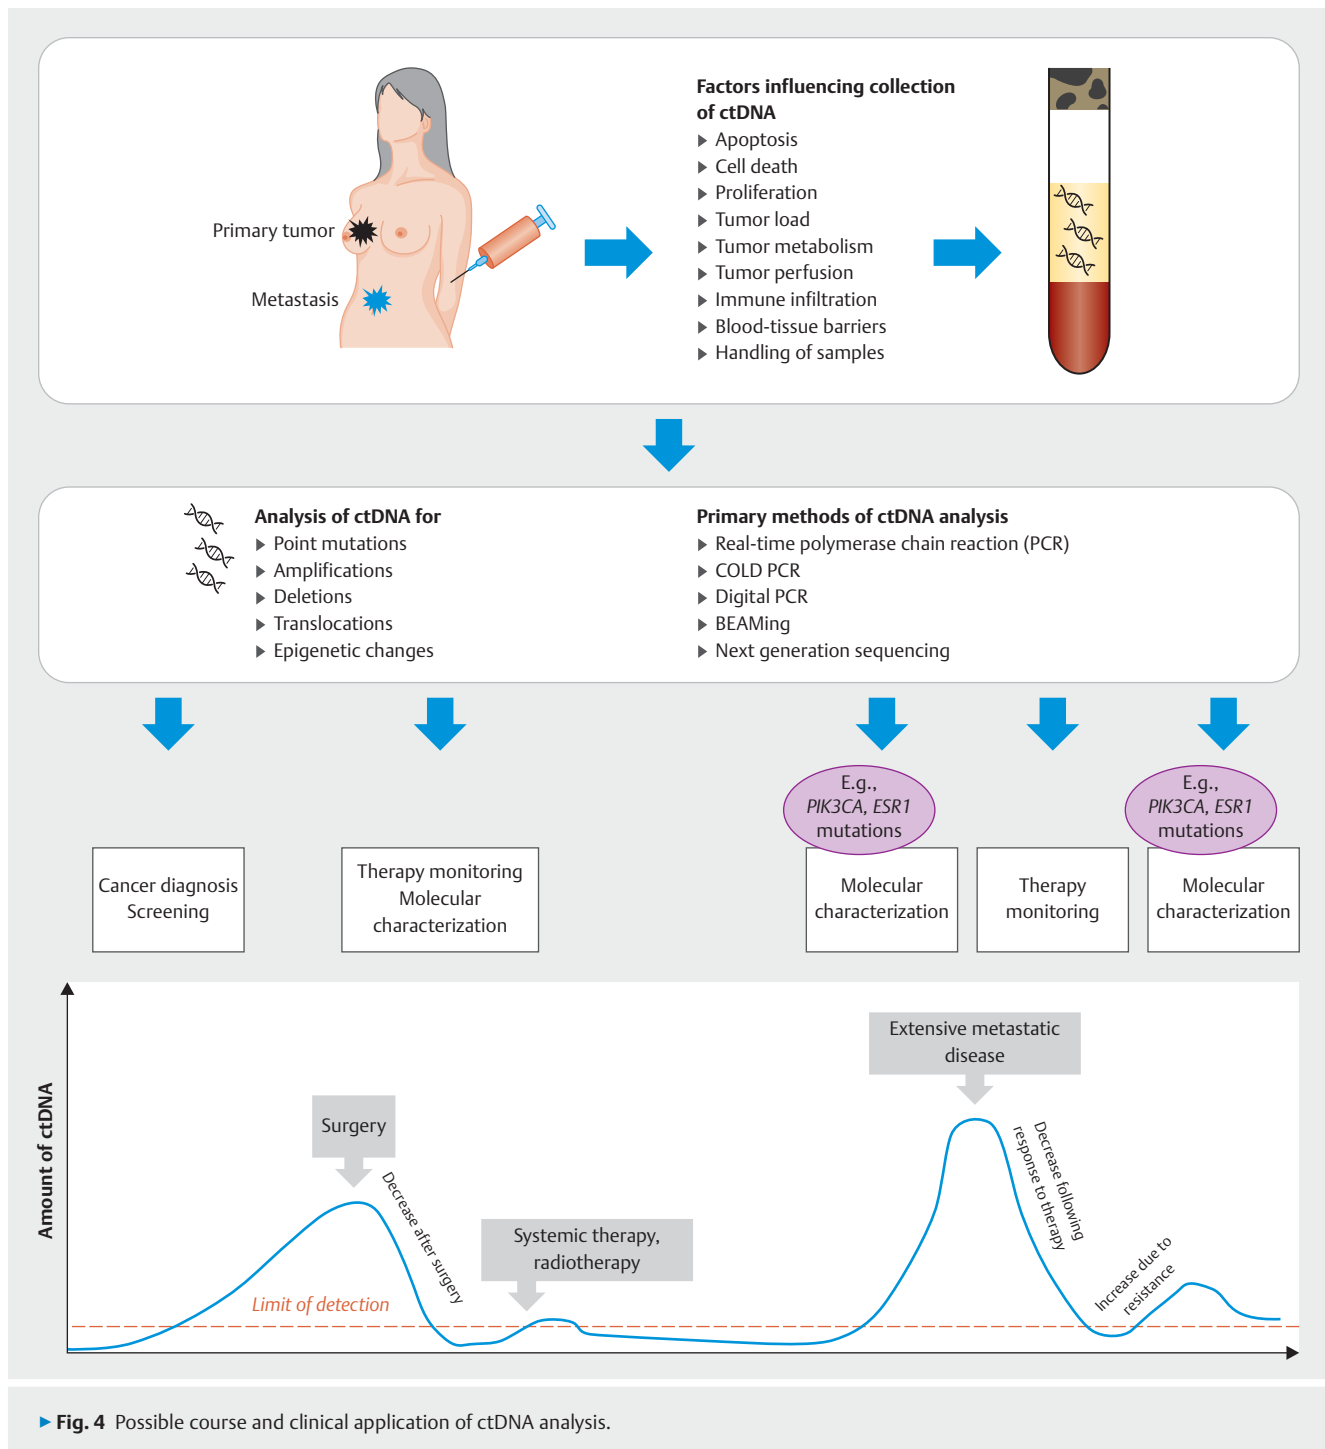 Primary tumor
Metastasis
Factors influencing collection
of ctDNA
▶ Apoptosis
▶ Cell death
▶ Proliferation
▶ Tumor load
▶ Tumor metabolism
▶ Tumor perfusion
▶ Immune infiltration
▶ Blood-tissue barriers
▶ Handling of samples
Analysis of ctDNA for
▶ Point mutations
▶ Amplifications
▶ Deletions
▶ Translocations
▶ Epigenetic changes
Primary methods of ctDNA analysis
▶ Real-time polymerase chain reaction (PCR)
▶ COLD PCR
▶ Digital PCR
▶ BEAMing
▶ Next generation sequencing
Cancer diagnosis
Screening
Therapy monitoring
Molecular
characterization
E.g.,
PIK3CA, ESR1
mutations
Molecular
characterization
Therapy
monitoring
E.g.,
PIK3CA, ESR1
mutations
Molecular
characterization
Amount of ctDNA
Surgery
Decrease after surgery
Limit of detection
Systemic therapy,
radiotherapy
Extensive metastatic
disease
Decrease following
response to therapy
Increase due to
resistance
▶ Fig. 4 Possible course and clinical application of ctDNA analysis.